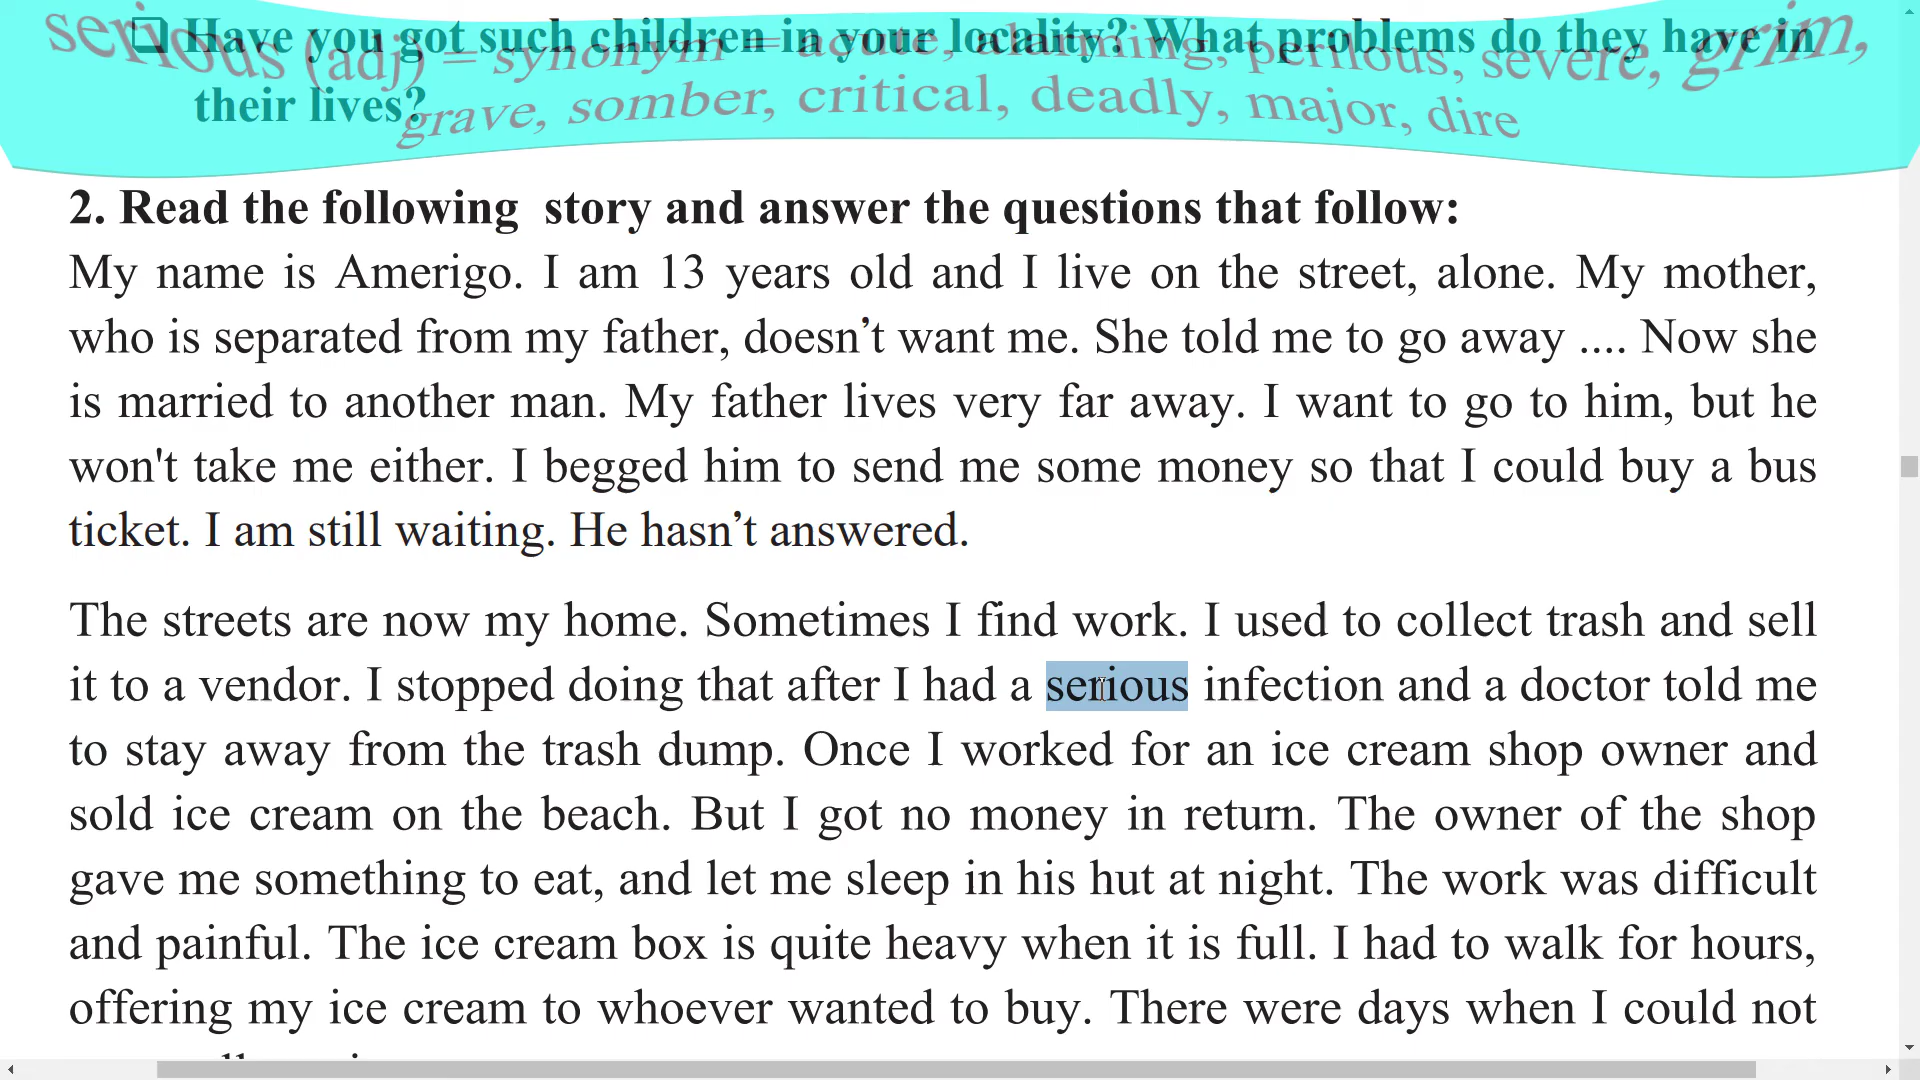 ❑ Have you got such children in your locality? What problems do they have in
their lives?
serious (adj) = synonym = acute, alarming, perilous, severe, grim,
grave, somber, critical, deadly, major, dire
2. Read the following story and answer the questions that follow:
My name is Amerigo. I am 13 years old and I live on the street, alone. My mother,
who is separated from my father, doesn’t want me. She told me to go away .... Now she
is married to another man. My father lives very far away. I want to go to him, but he
won't take me either. I begged him to send me some money so that I could buy a bus
ticket. I am still waiting. He hasn’t answered.
The streets are now my home. Sometimes I find work. I used to collect trash and sell
it to a vendor. I stopped doing that after I had a serious infection and a doctor told me
to stay away from the trash dump. Once I worked for an ice cream shop owner and
sold ice cream on the beach. But I got no money in return. The owner of the shop
gave me something to eat, and let me sleep in his hut at night. The work was difficult
and painful. The ice cream box is quite heavy when it is full. I had to walk for hours,
offering my ice cream to whoever wanted to buy. There were days when I could not